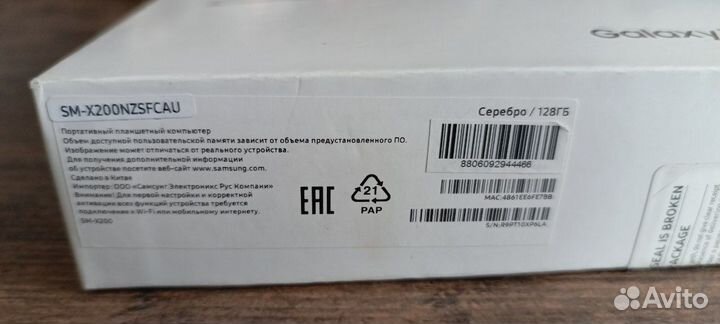 Galaxy
SM-X200NZSFCAU
Серебро / 128ГБ
Портативный планшетный компьютер
Объем доступной пользовательской памяти зависит от объема предустановленного ПО.
Изображение может отличаться от реального устройства.
Для получения дополнительной информации
об устройстве посетите веб-сайт www.samsung.com
Сделано в Китае
Импортер: ООО «Самсунг Электроникс Рус Компани»
Внимание! Для первой настройки и корректной
активации всех функций устройства требуется
подключение к Wi-Fi или мобильному интернету.
SM-X200
EAC
21
PAP
8806092944466
MAC:4861EE6FE7BB
S/N:R9PT10XP6LA
SEAL IS BROKEN
PACKAGE
Avito